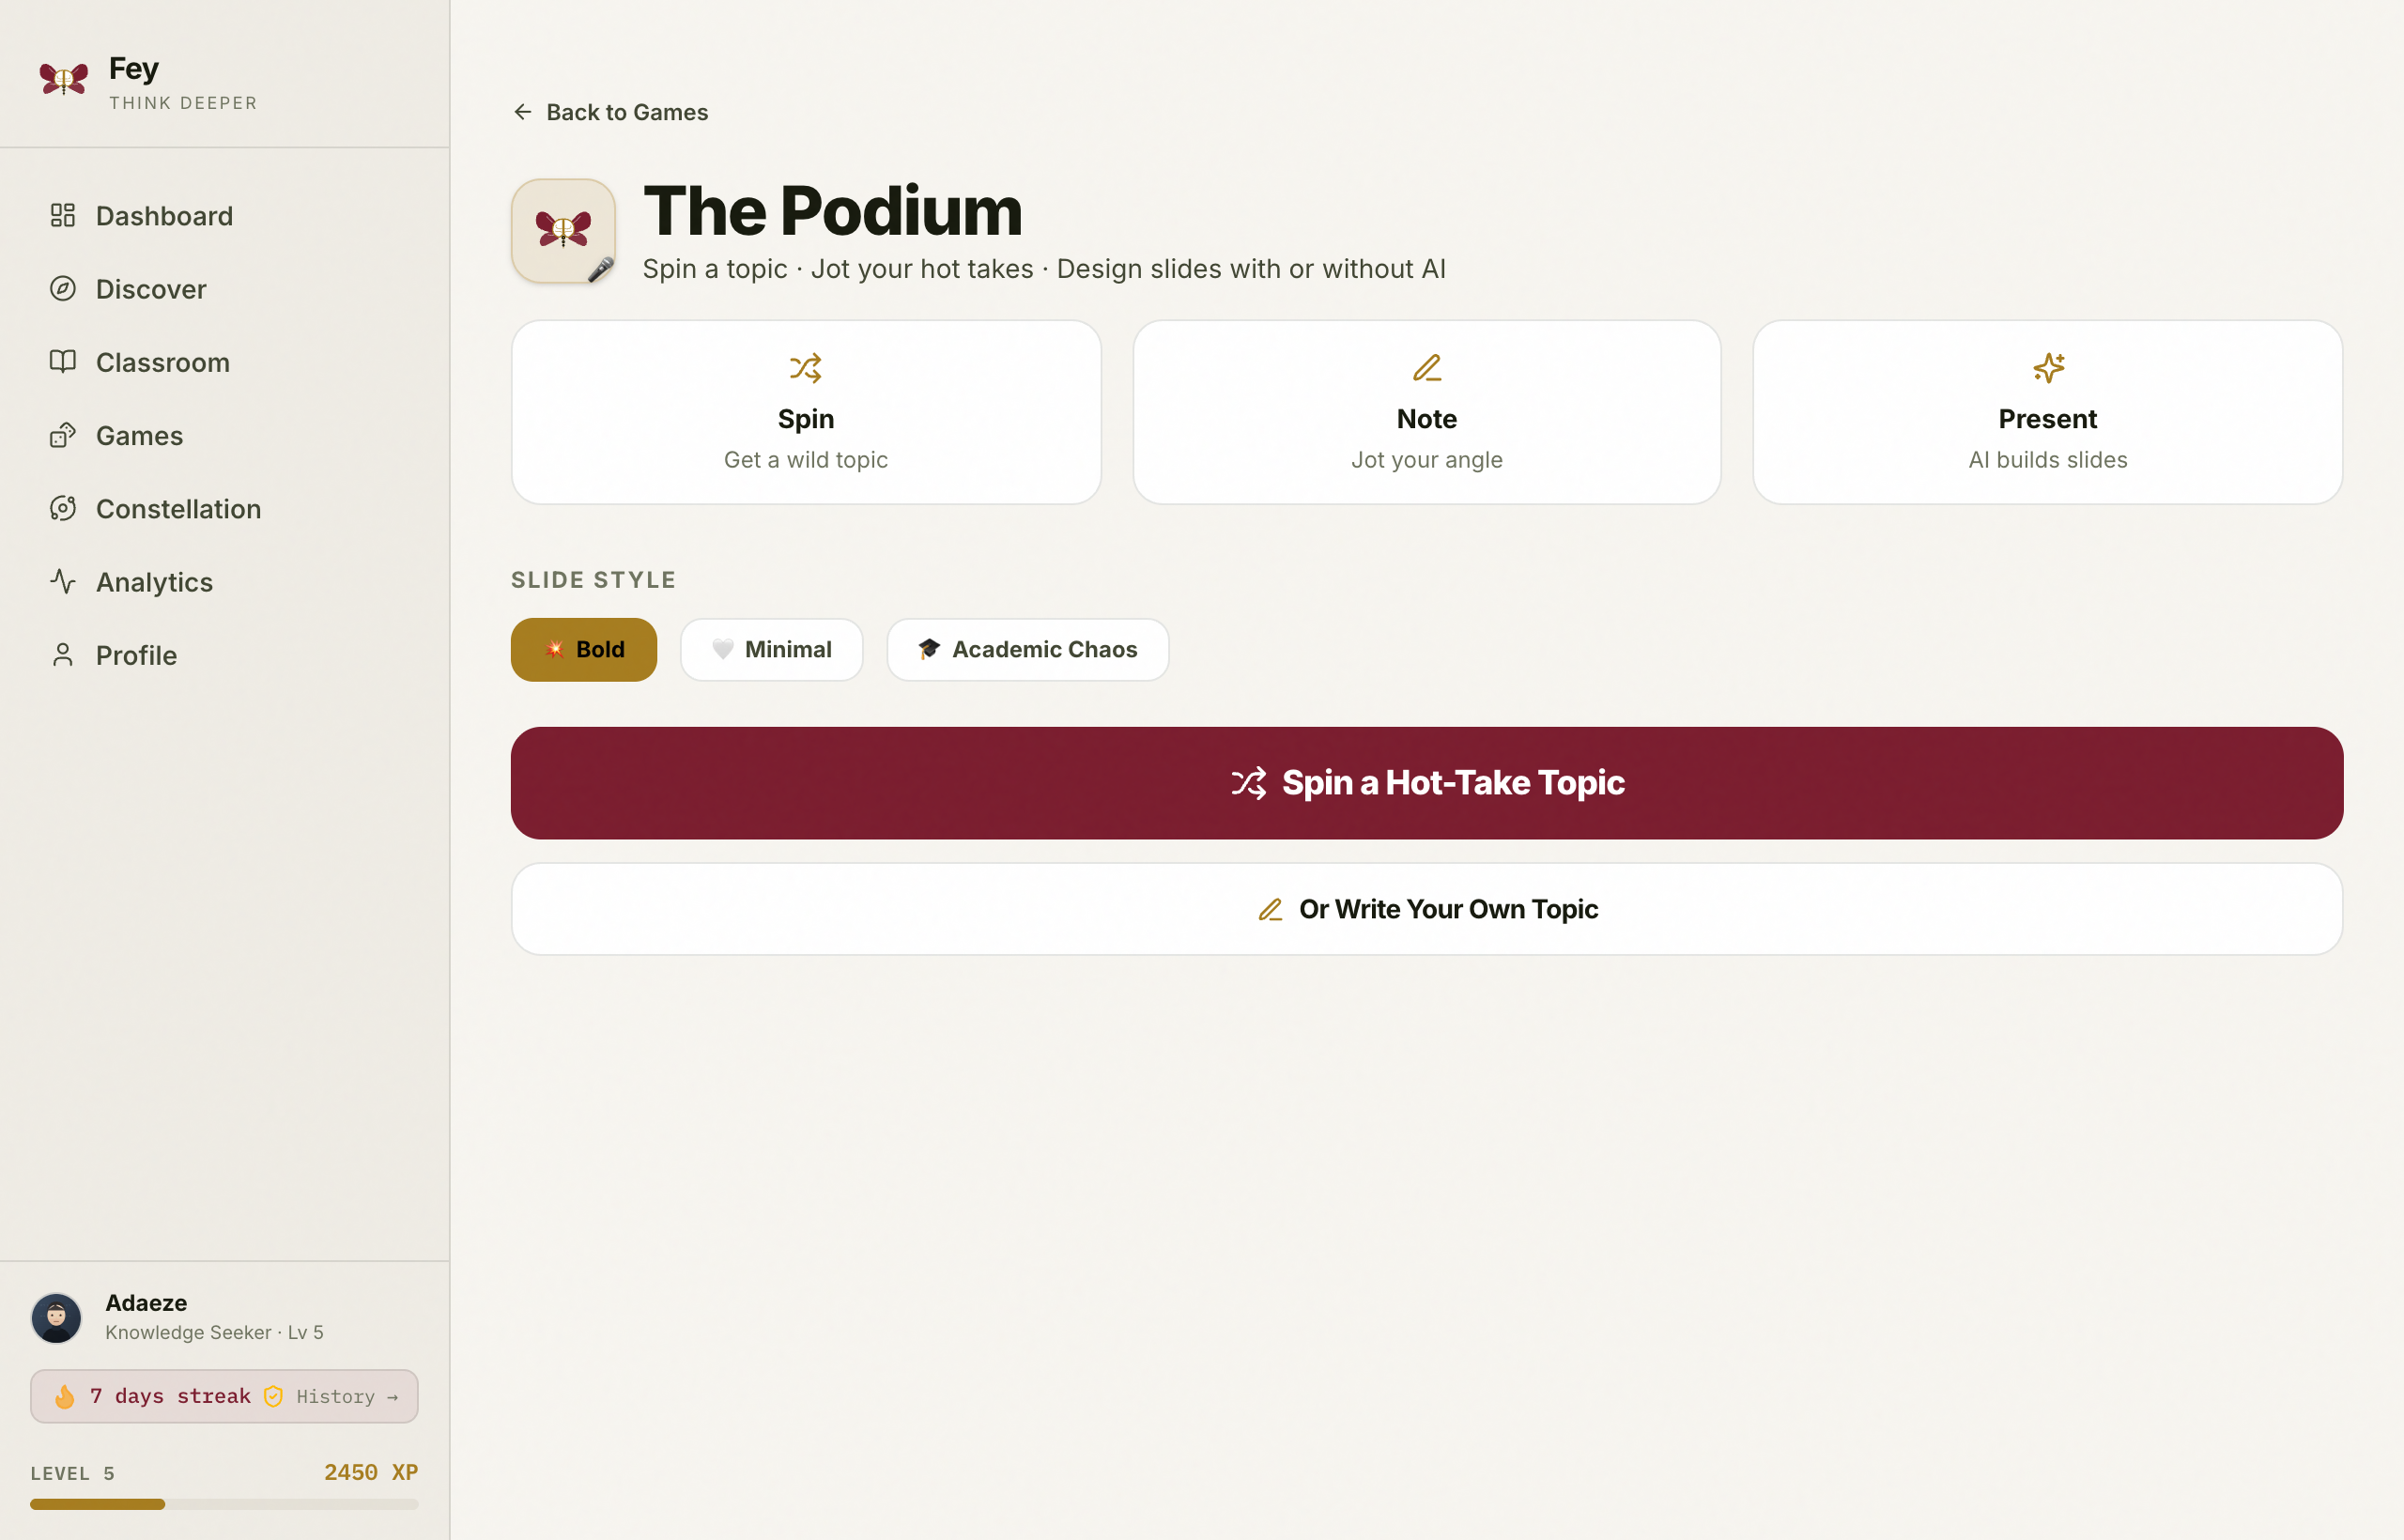 Fey
THINK DEEPER
Dashboard
Discover
Classroom
Games
Constellation
Analytics
Profile
Adaeze
Knowledge Seeker · Lv 5
7 days streak History →
LEVEL 5 2450 XP
Back to Games
The Podium
Spin a topic · Jot your hot takes · Design slides with or without AI
Spin
Get a wild topic
Note
Jot your angle
Present
AI builds slides
SLIDE STYLE
Bold
Minimal
Academic Chaos
Spin a Hot-Take Topic
Or Write Your Own Topic